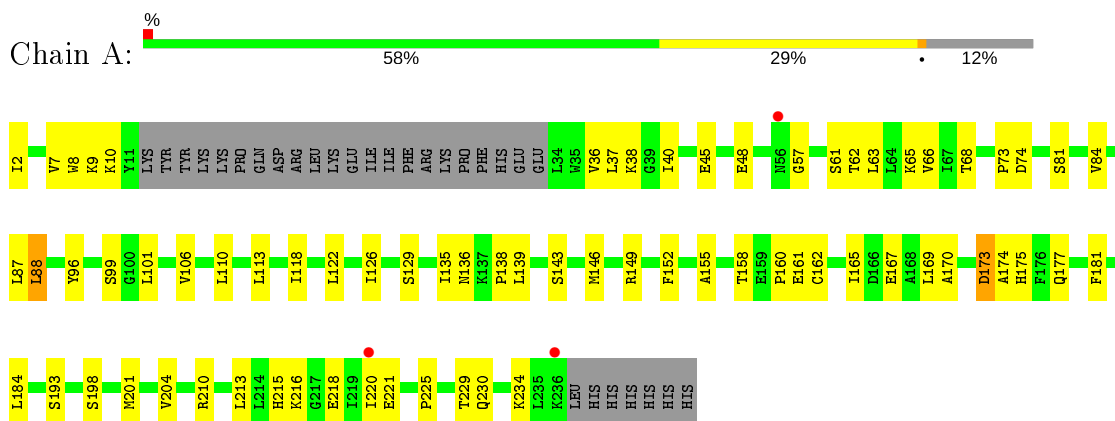 %
Chain A:
58% 29% • 12%
I2 V7 W8 K9 K10 Y11 LYS TYR TYR LYS LYS PRO GLN ASP ARG LEU LYS GLU ILE ILE PHE ARG LYS PRO PHE HIS GLU GLU L34 W35 V36 L37 K38 G39 I40 E45 E48 N56 G57 S61 T62 L63 L64 K65 V66 I67 T68 P73 D74 S81 V84
L87 L88 Y96 S99 G100 L101 V106 L110 L113 I118 L122 I126 S129 I135 N136 K137 P138 L139 S143 M146 R149 F152 A155 T158 E159 P160 E161 C162 I165 D166 E167 A168 L169 A170 D173 A174 H175 F176 Q177 F181
L184 S193 S198 M201 V204 R210 L213 L214 H215 K216 G217 E218 I219 I220 E221 P225 T229 Q230 K234 L235 K236 LEU HIS HIS HIS HIS HIS HIS